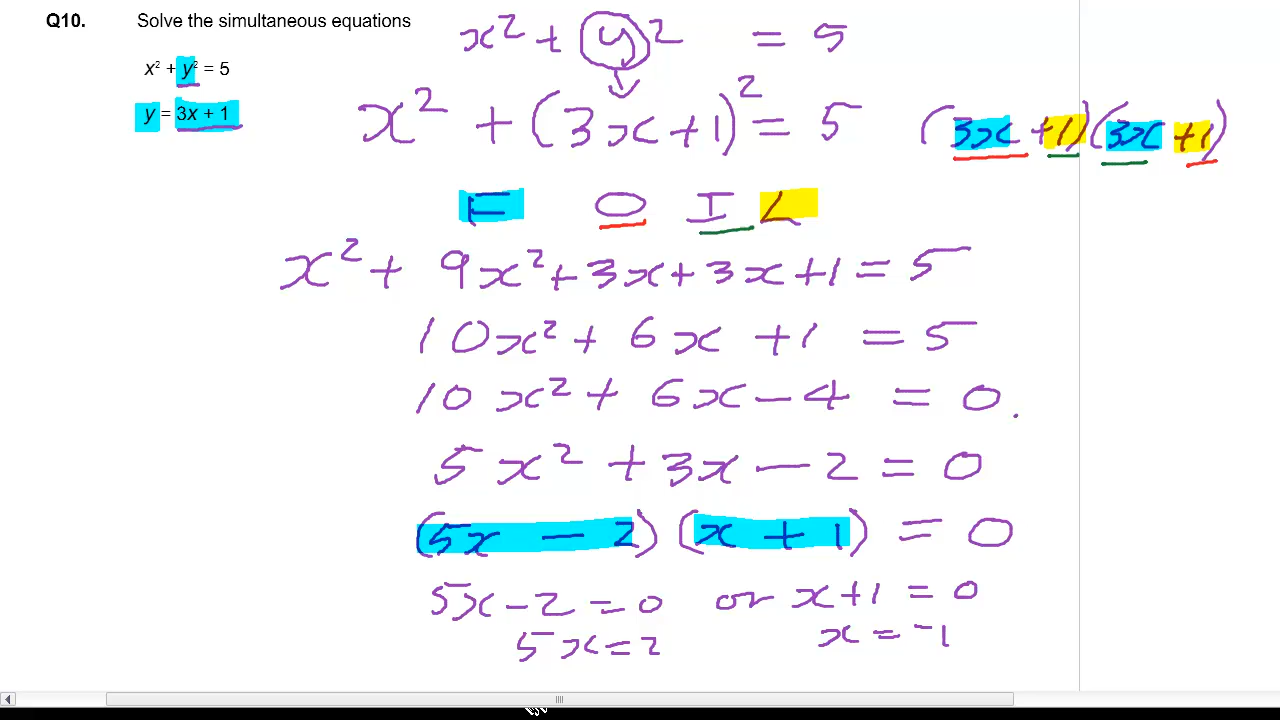 Q10. Solve the simultaneous equations
x² + y² = 5
y = 3x + 1
x² + y² = 5
x² + (3x+1)² = 5
(3x +1)(3x +1)
F O I L
x² + 9x² + 3x + 3x + 1 = 5
10x² + 6x + 1 = 5
10x² + 6x - 4 = 0.
5x² + 3x - 2 = 0
(5x - 2) (x + 1) = 0
5x - 2 = 0 or x + 1 = 0
5x = 2 x = -1